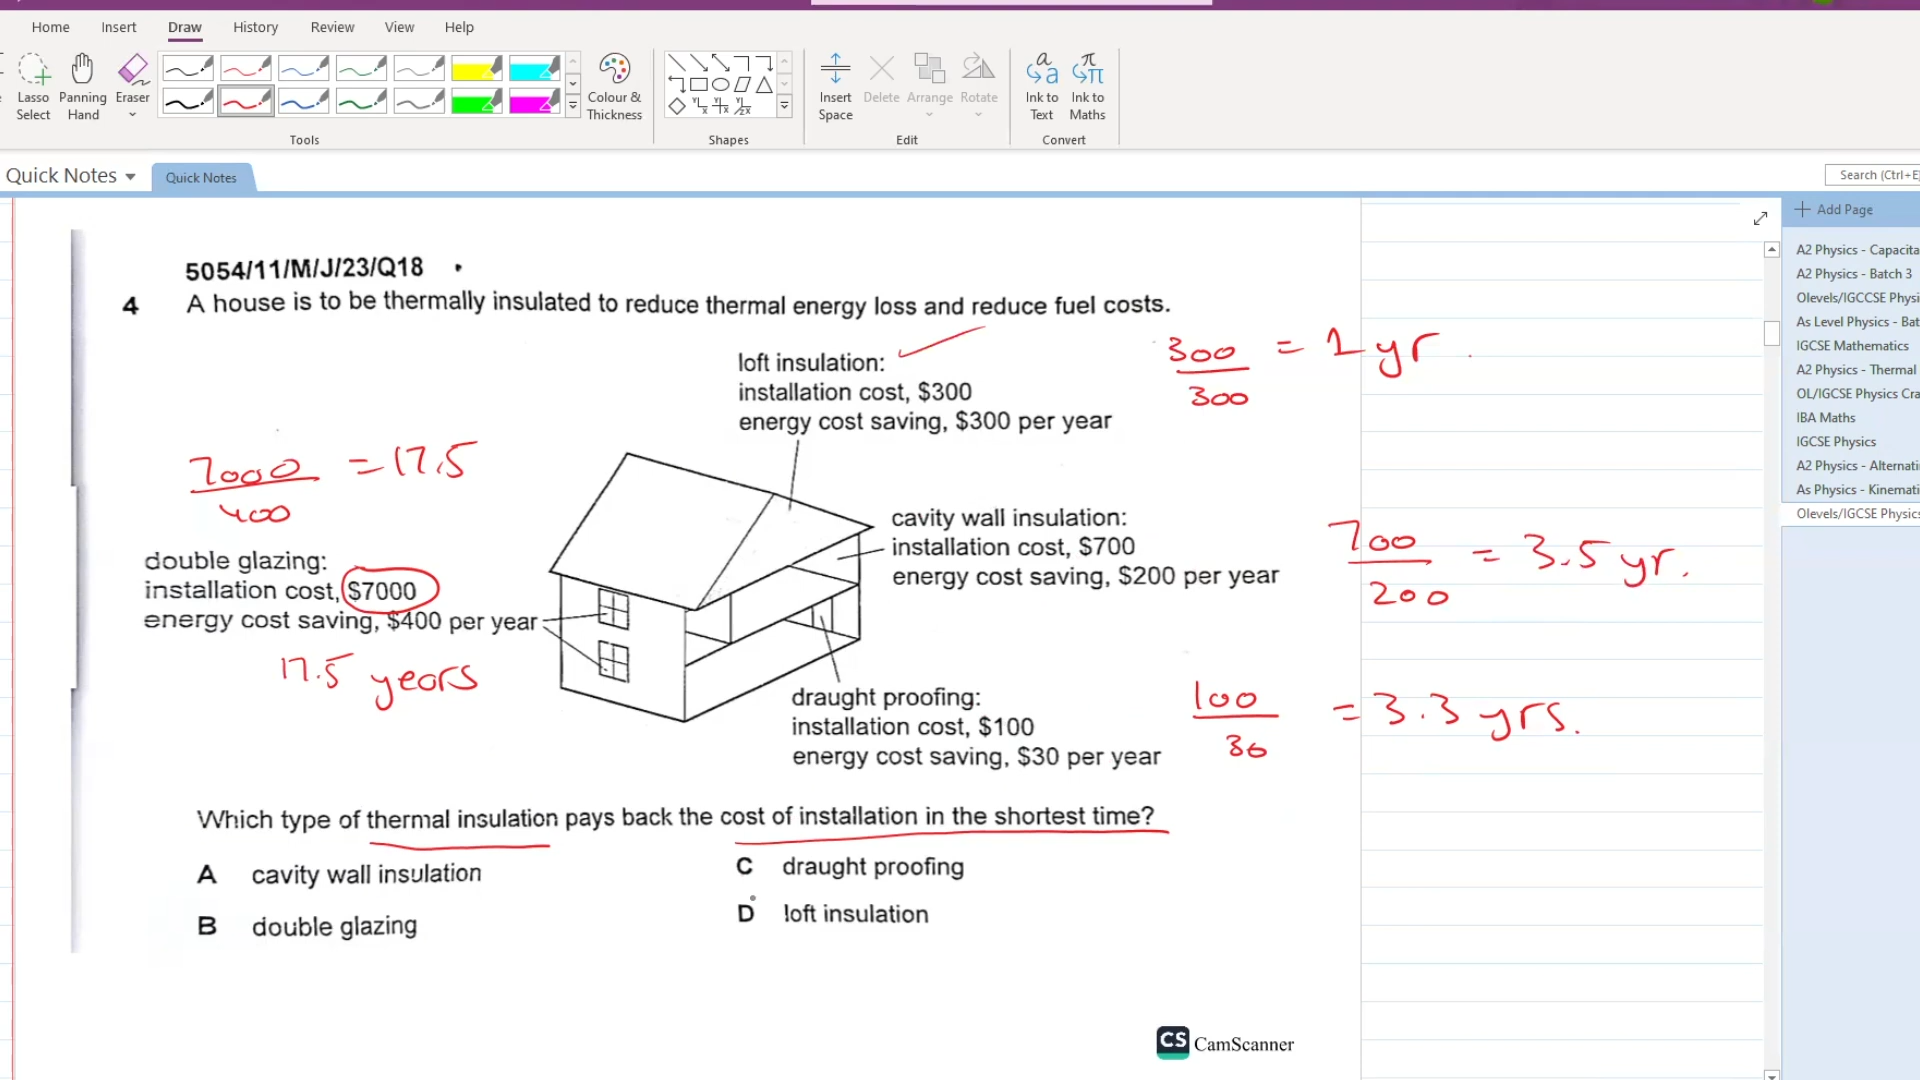 Home Insert Draw History Review View Help
Lasso Select
Panning Hand
Eraser
Colour & Thickness
Insert Space
Delete
Arrange
Rotate
Ink to Text
Ink to Maths
Tools
Shapes
Edit
Convert
Quick Notes
Quick Notes
Search (Ctrl+E)
Add Page
A2 Physics - Capacita
A2 Physics - Batch 3
Olevels/IGCCSE Physi
As Level Physics - Bat
IGCSE Mathematics
A2 Physics - Thermal
OL/IGCSE Physics Cra
IBA Maths
IGCSE Physics
A2 Physics - Alternati
As Physics - Kinemati
Olevels/IGCSE Physics
5054/11/M/J/23/Q18
4 A house is to be thermally insulated to reduce thermal energy loss and reduce fuel costs.
loft insulation:
installation cost, $300
energy cost saving, $300 per year
300/300 = 1 yr
7000/400 = 17.5
double glazing:
installation cost, $7000
energy cost saving, $400 per year
17.5 years
cavity wall insulation:
installation cost, $700
energy cost saving, $200 per year
700/200 = 3.5 yr.
draught proofing:
installation cost, $100
energy cost saving, $30 per year
100/30 = 3.3 yrs.
Which type of thermal insulation pays back the cost of installation in the shortest time?
A cavity wall insulation
B double glazing
C draught proofing
D loft insulation
CS CamScanner